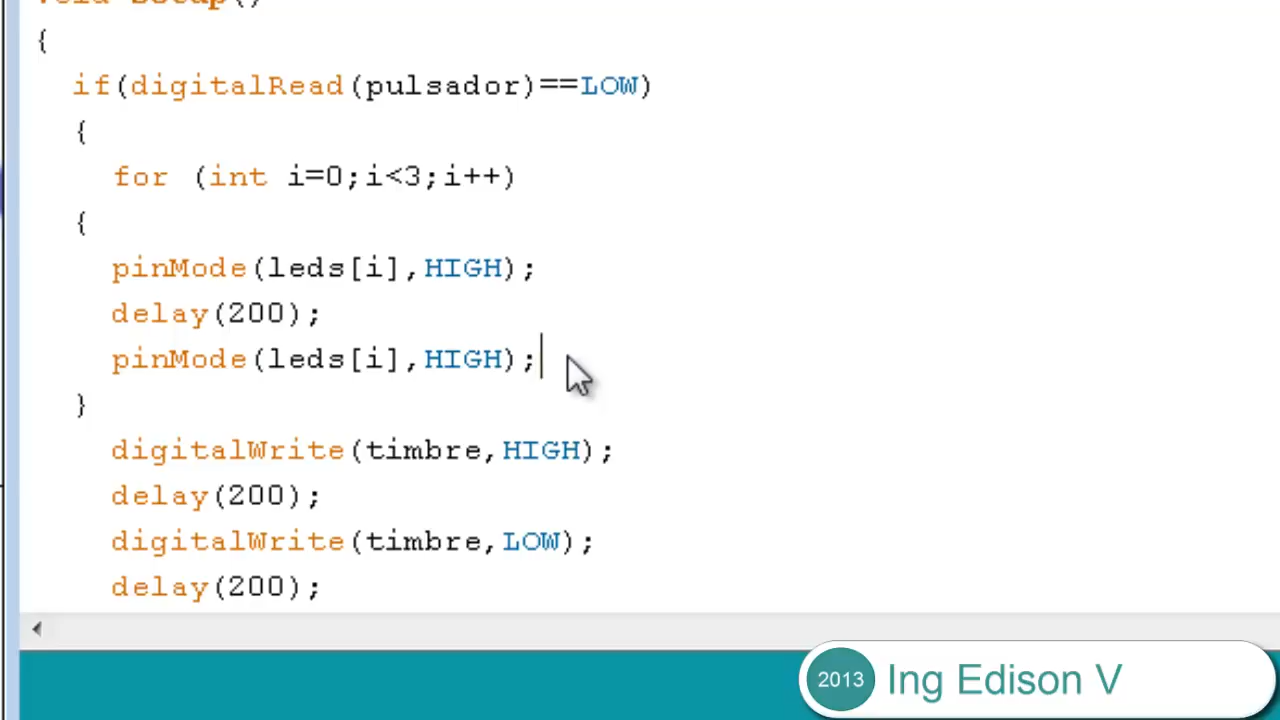 {
if(digitalRead(pulsador)==LOW)
{
for (int i=0;i<3;i++)
{
pinMode(leds[i],HIGH);
delay(200);
pinMode(leds[i],HIGH);
}
digitalWrite(timbre,HIGH);
delay(200);
digitalWrite(timbre,LOW);
delay(200);
2013 Ing Edison V